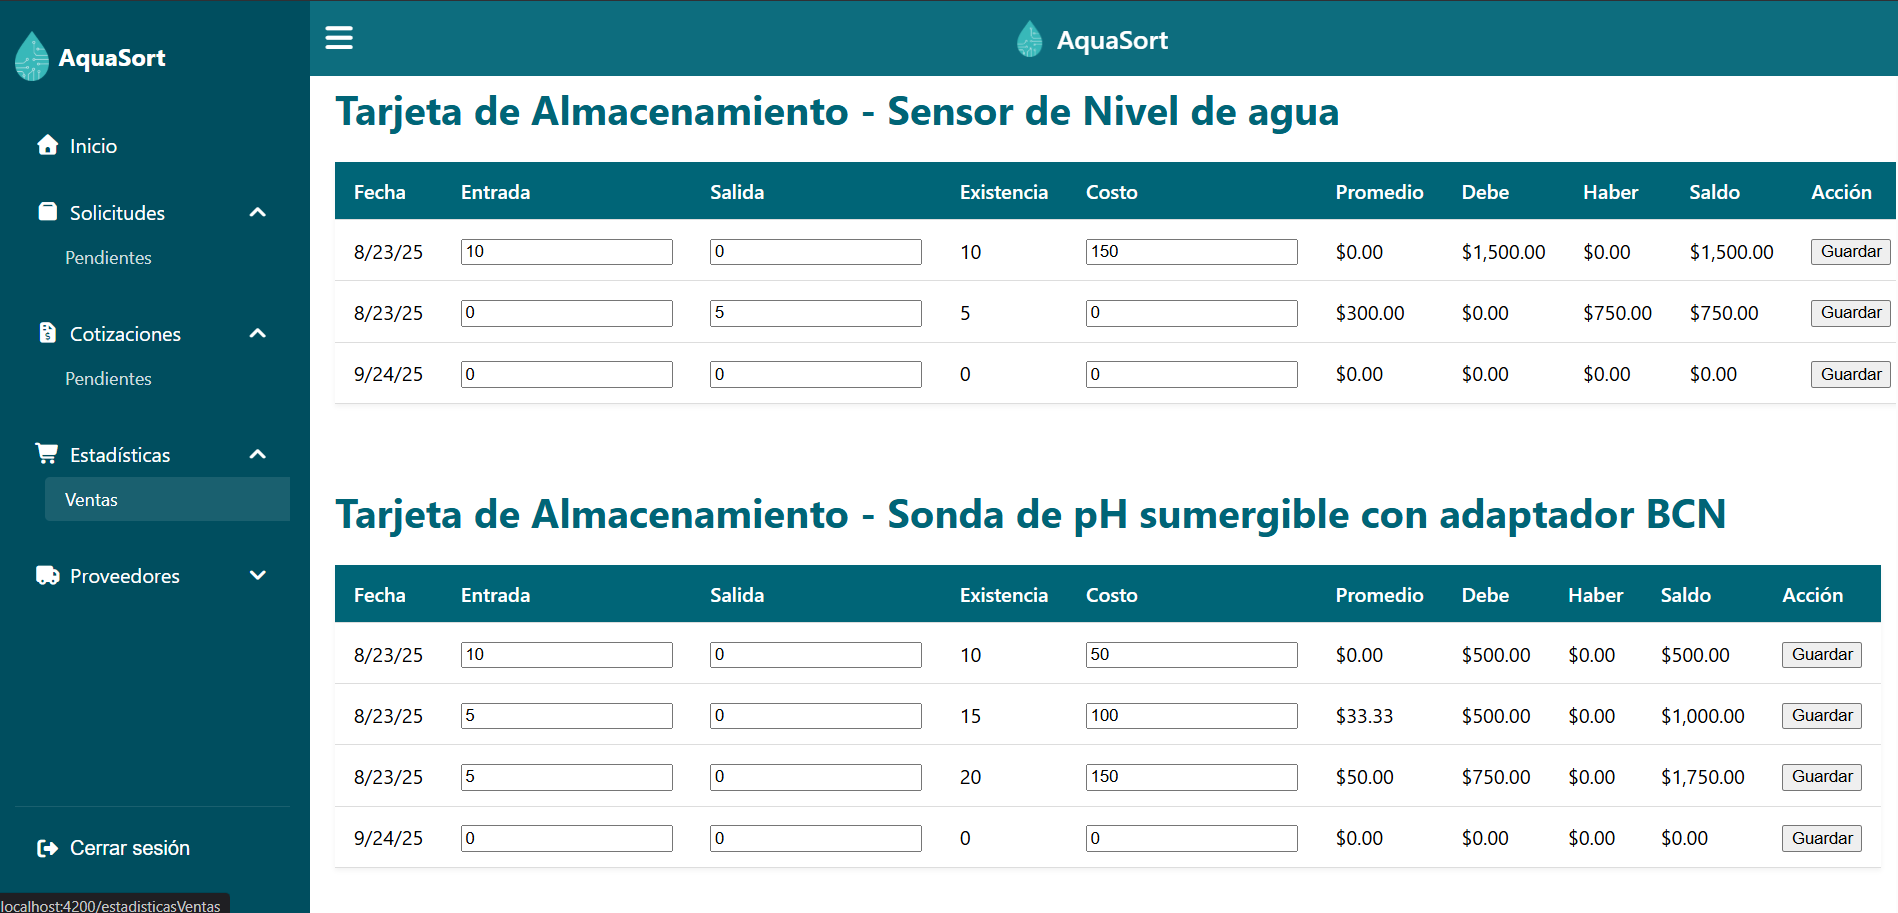 AquaSort
AquaSort
Inicio
Solicitudes
Pendientes
Cotizaciones
Pendientes
Estadísticas
Ventas
Proveedores
Cerrar sesión
localhost:4200/estadisticasVentas
Tarjeta de Almacenamiento - Sensor de Nivel de agua
Fecha Entrada Salida Existencia Costo Promedio Debe Haber Saldo Acción
8/23/25 10 0 10 150 $0.00 $1,500.00 $0.00 $1,500.00 Guardar
8/23/25 0 5 5 0 $300.00 $0.00 $750.00 $750.00 Guardar
9/24/25 0 0 0 0 $0.00 $0.00 $0.00 $0.00 Guardar
Tarjeta de Almacenamiento - Sonda de pH sumergible con adaptador BCN
Fecha Entrada Salida Existencia Costo Promedio Debe Haber Saldo Acción
8/23/25 10 0 10 50 $0.00 $500.00 $0.00 $500.00 Guardar
8/23/25 5 0 15 100 $33.33 $500.00 $0.00 $1,000.00 Guardar
8/23/25 5 0 20 150 $50.00 $750.00 $0.00 $1,750.00 Guardar
9/24/25 0 0 0 0 $0.00 $0.00 $0.00 $0.00 Guardar